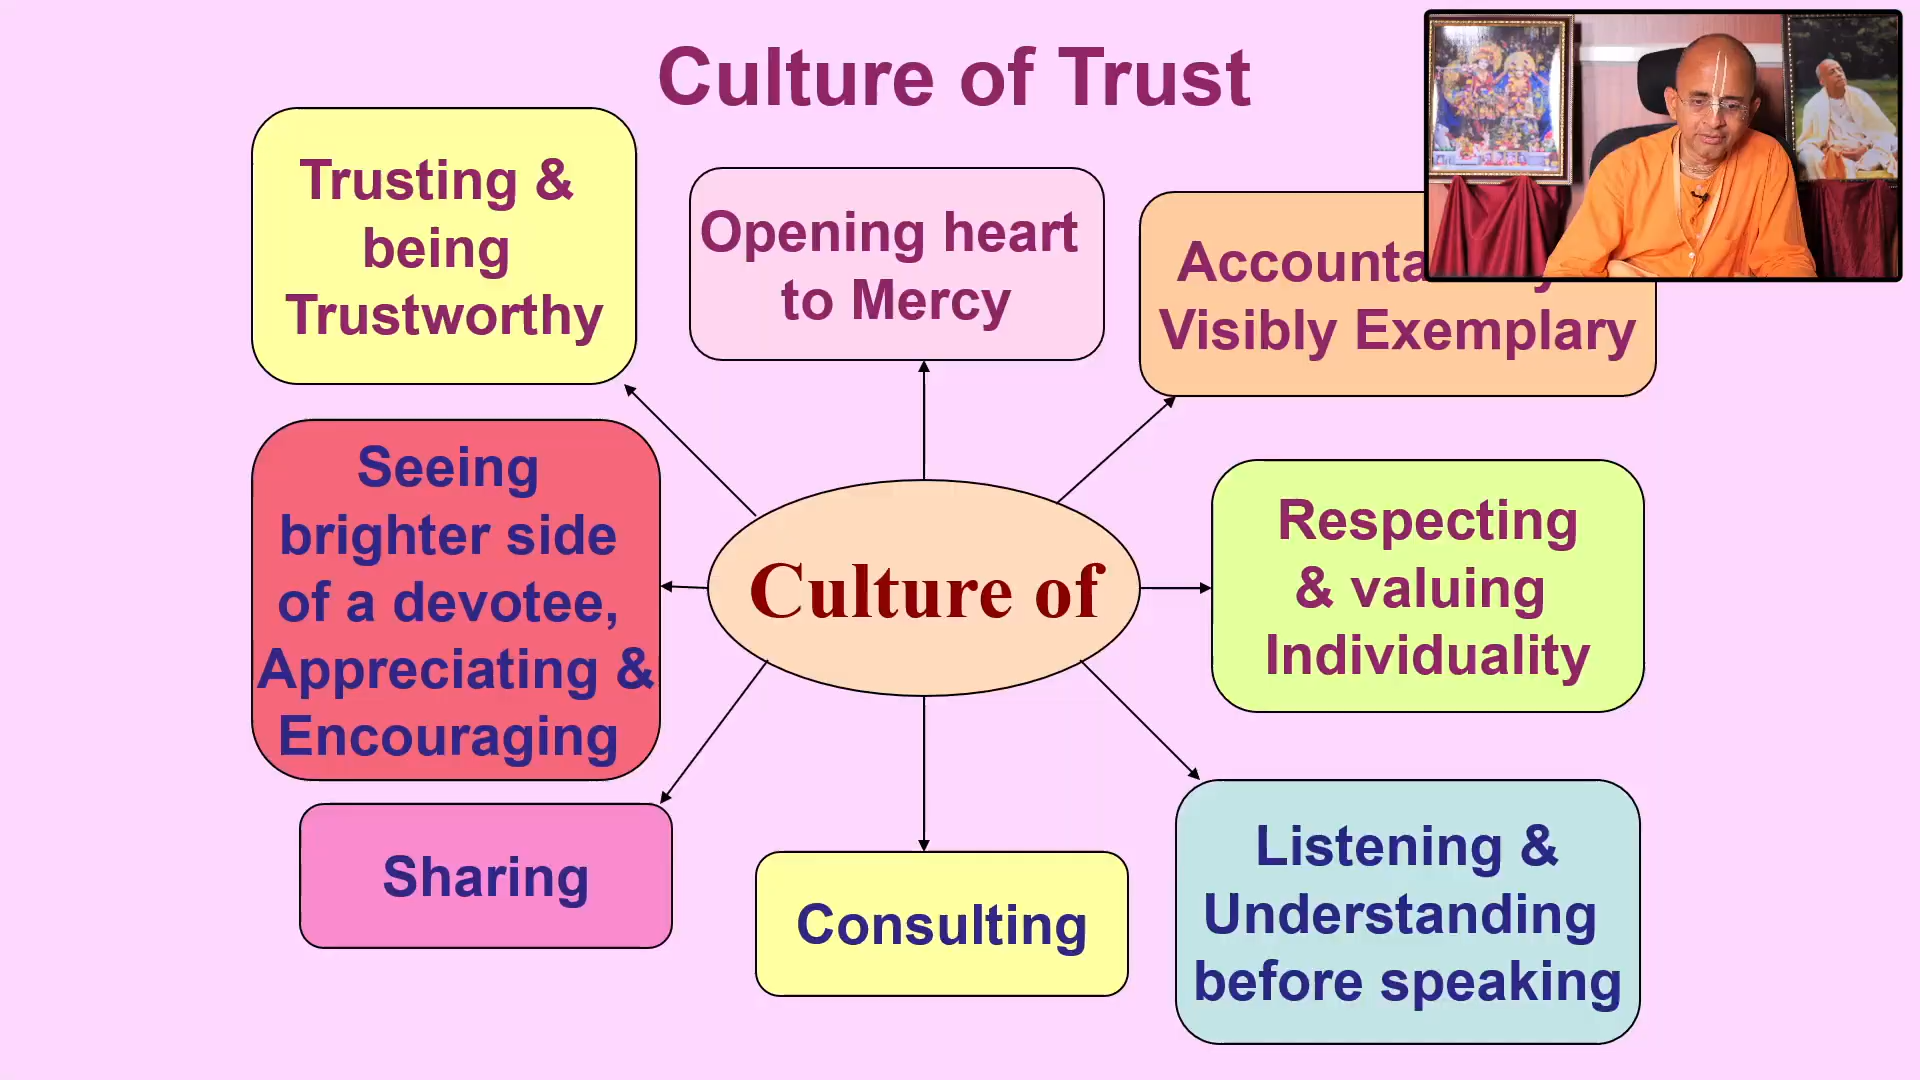 Culture of Trust
Trusting &
being
Trustworthy
Opening heart
to Mercy
Visibly Exemplary
Seeing
brighter side
of a devotee,
Appreciating &
Encouraging
Culture of
Respecting
& valuing
Individuality
Sharing
Consulting
Listening &
Understanding
before speaking